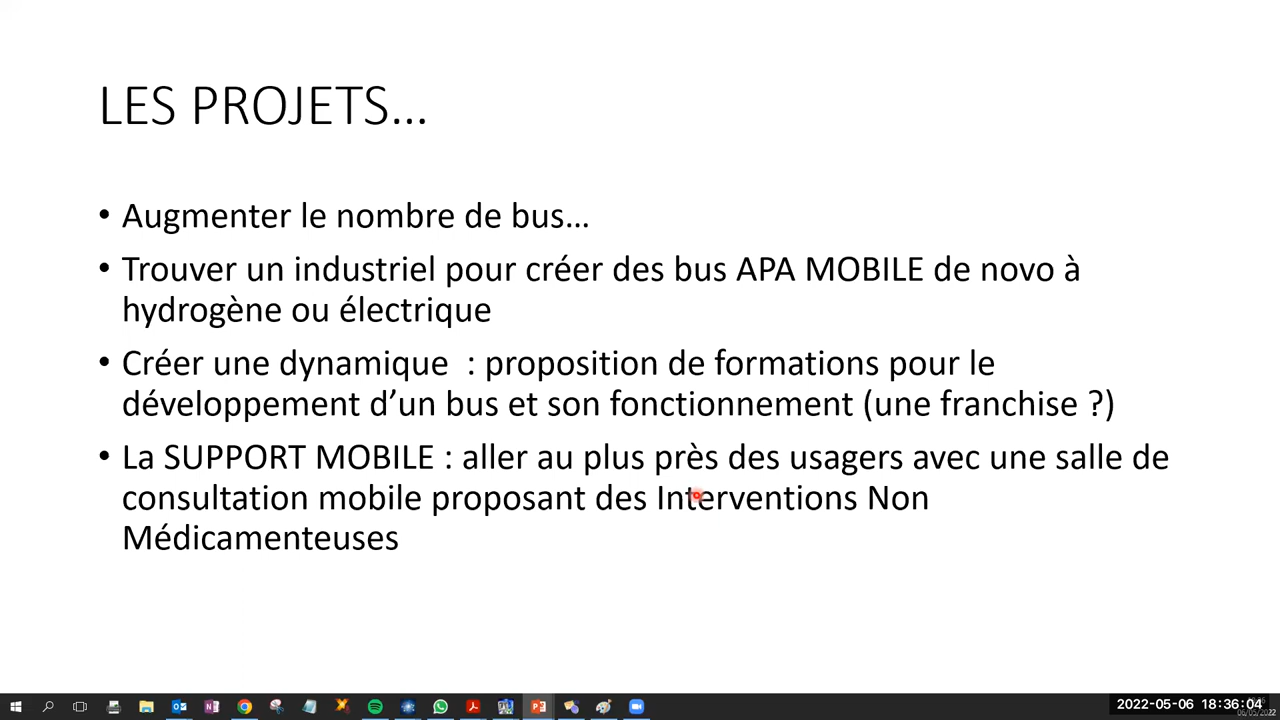 LES PROJETS…
• Augmenter le nombre de bus…
• Trouver un industriel pour créer des bus APA MOBILE de novo à
hydrogène ou électrique
• Créer une dynamique : proposition de formations pour le
développement d’un bus et son fonctionnement (une franchise ?)
• La SUPPORT MOBILE : aller au plus près des usagers avec une salle de
consultation mobile proposant des Interventions Non
Médicamenteuses
2022-05-06 18:36:04